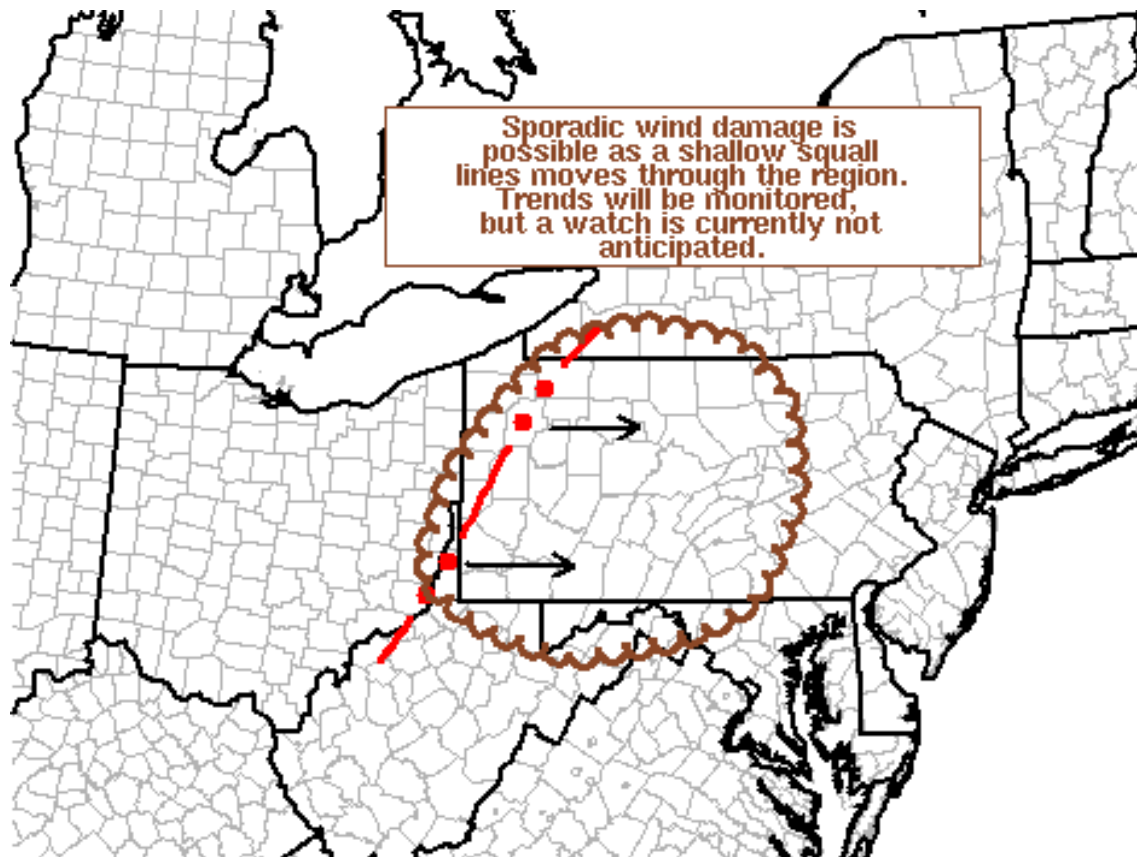 Sporadic wind damage is
possible as a shallow squall
lines moves through the region.
Trends will be monitored,
but a watch is currently not
anticipated.